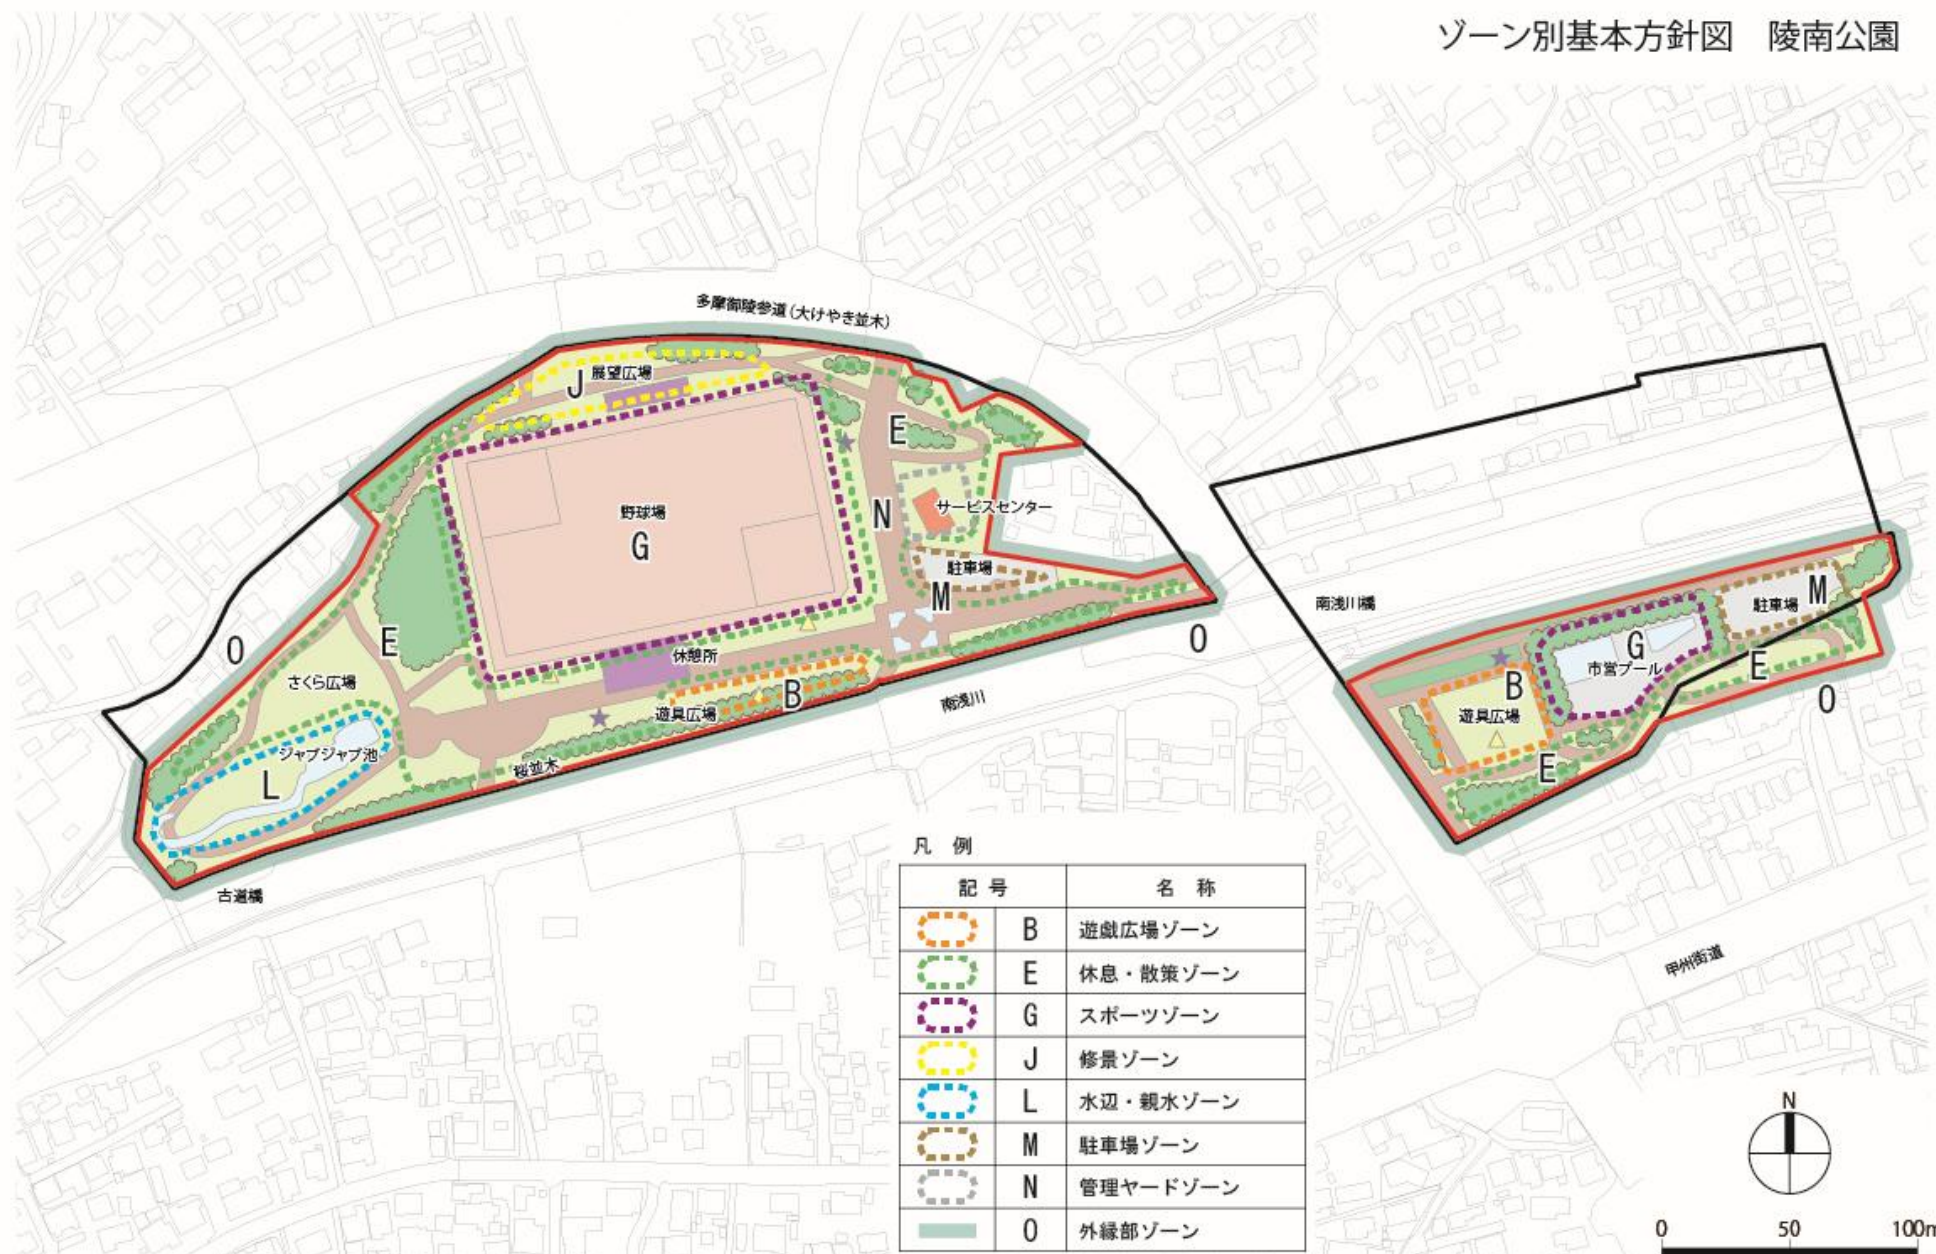 ゾーン別基本方針図　陵南公園
多摩御陵参道（大けやき並木）
J 展望広場
E
野球場
G
N
サービスセンター
駐車場
M
O
E
さくら広場
休憩所
B
遊具広場
O
南浅川
ジャブジャブ池
L
桜並木
古道橋
南浅川橋
駐車場 M
G
市営プール
E
B
遊具広場
O
E
甲州街道
凡　例
記 号 名　称
B 遊戯広場ゾーン
E 休息・散策ゾーン
G スポーツゾーン
J 修景ゾーン
L 水辺・親水ゾーン
M 駐車場ゾーン
N 管理ヤードゾーン
O 外縁部ゾーン
N
0 50 100m